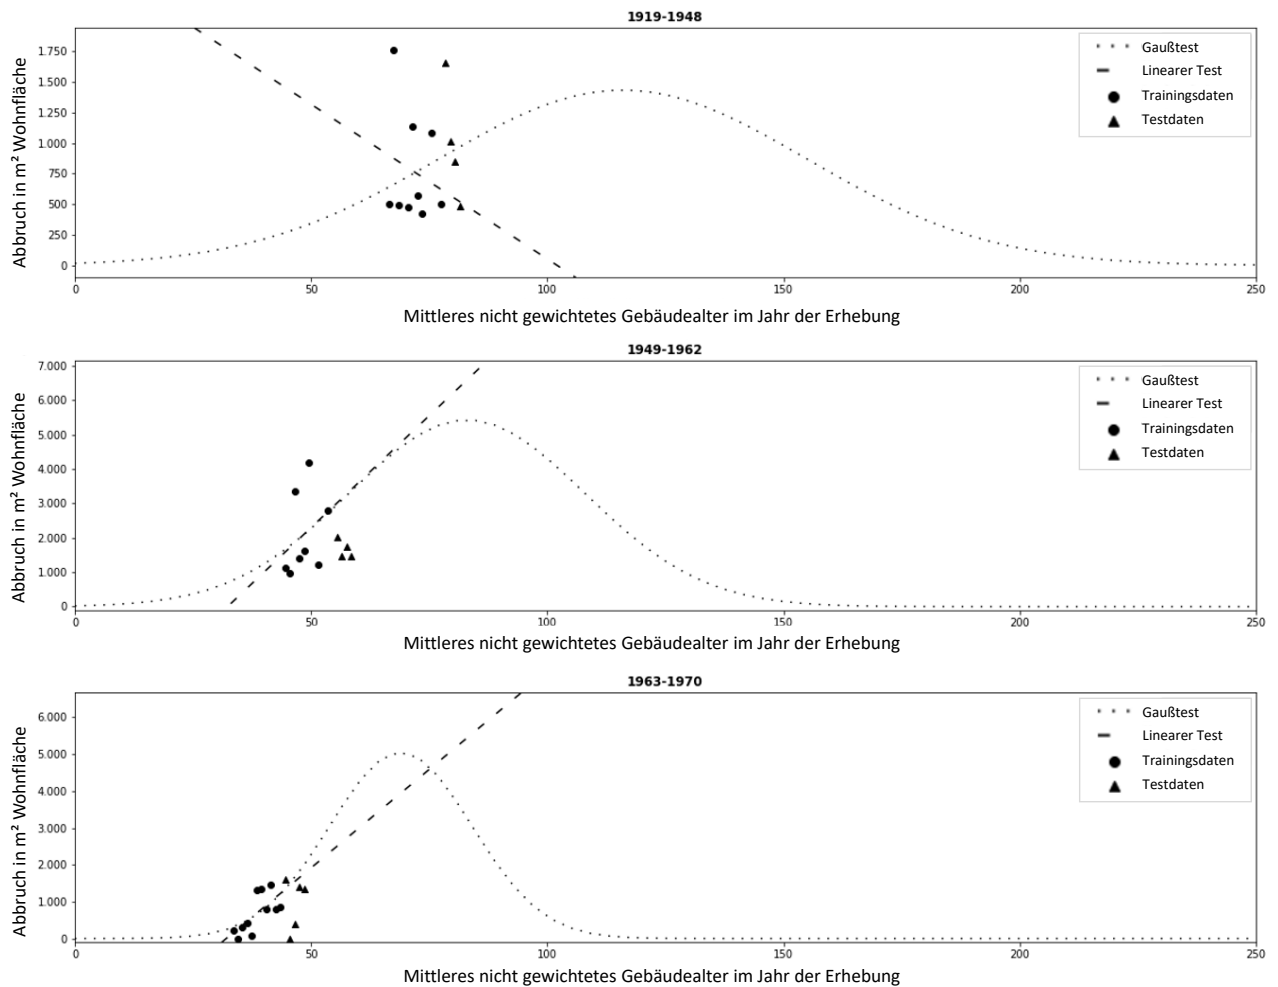 1919-1948
Abbruch in m² Wohnfläche
1.750
1.500
1.250
1.000
750
500
250
0
Gaußtest
Linearer Test
Trainingsdaten
Testdaten
0 50 100 150 200 250
Mittleres nicht gewichtetes Gebäudealter im Jahr der Erhebung
1949-1962
Abbruch in m² Wohnfläche
7.000
6.000
5.000
4.000
3.000
2.000
1.000
0
Gaußtest
Linearer Test
Trainingsdaten
Testdaten
0 50 100 150 200 250
Mittleres nicht gewichtetes Gebäudealter im Jahr der Erhebung
1963-1970
Abbruch in m² Wohnfläche
6.000
5.000
4.000
3.000
2.000
1.000
0
Gaußtest
Linearer Test
Trainingsdaten
Testdaten
0 50 100 150 200 250
Mittleres nicht gewichtetes Gebäudealter im Jahr der Erhebung